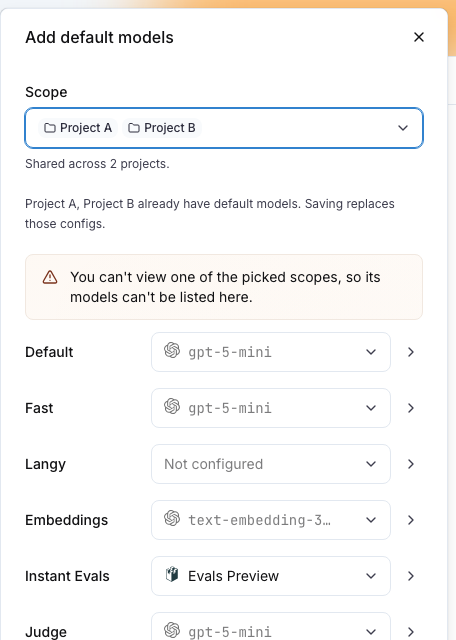 Add default models
Scope
Project A Project B
Shared across 2 projects.
Project A, Project B already have default models. Saving replaces
those configs.
You can't view one of the picked scopes, so its
models can't be listed here.
Default gpt-5-mini
Fast gpt-5-mini
Langy Not configured
Embeddings text-embedding-3…
Instant Evals Evals Preview
Judge gpt-5-mini